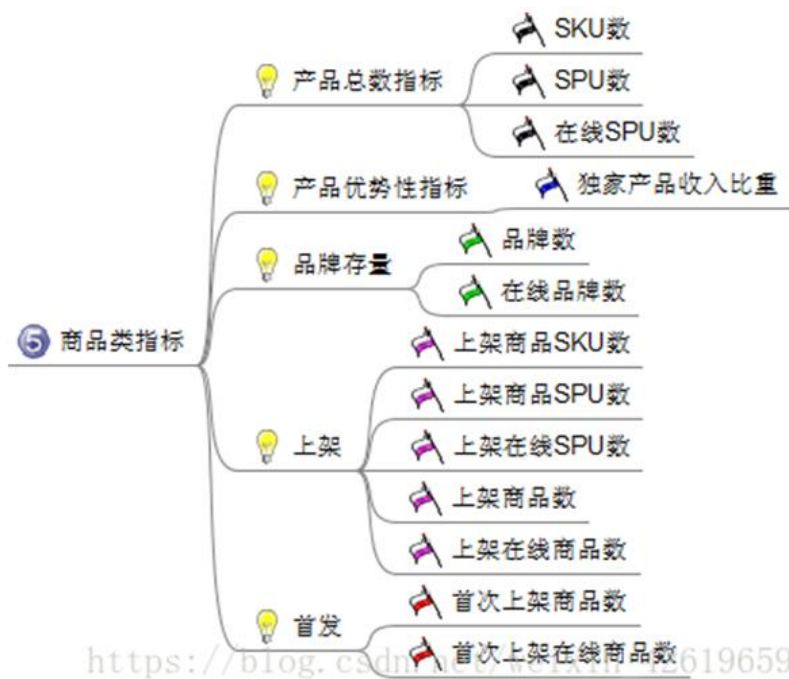 SKU数
产品总数指标
SPU数
在线SPU数
产品优势性指标
独家产品收入比重
品牌数
品牌存量
在线品牌数
5 商品类指标
上架商品SKU数
上架商品SPU数
上架
上架在线SPU数
上架商品数
上架在线商品数
首次上架商品数
首发
首次上架在线商品数